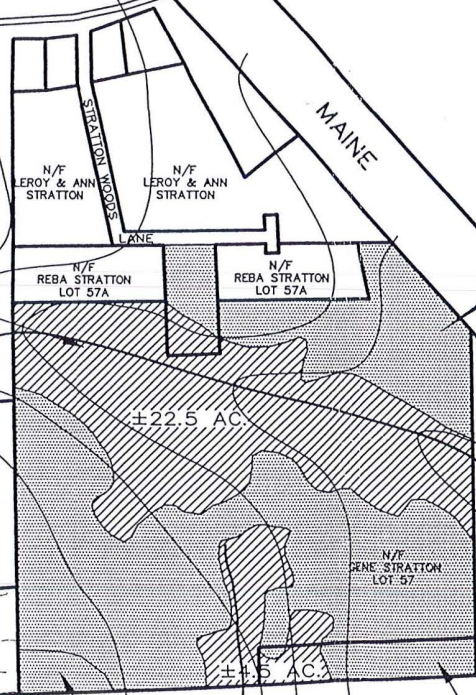 MAINE
STRATTON WOODS
LANE
N/F
LEROY & ANN
STRATTON
N/F
LEROY & ANN
STRATTON
N/F
REBA STRATTON
LOT 57A
N/F
REBA STRATTON
LOT 57A
±22.5 AC.
N/F
GENE STRATTON
LOT 57
±4.5 AC.